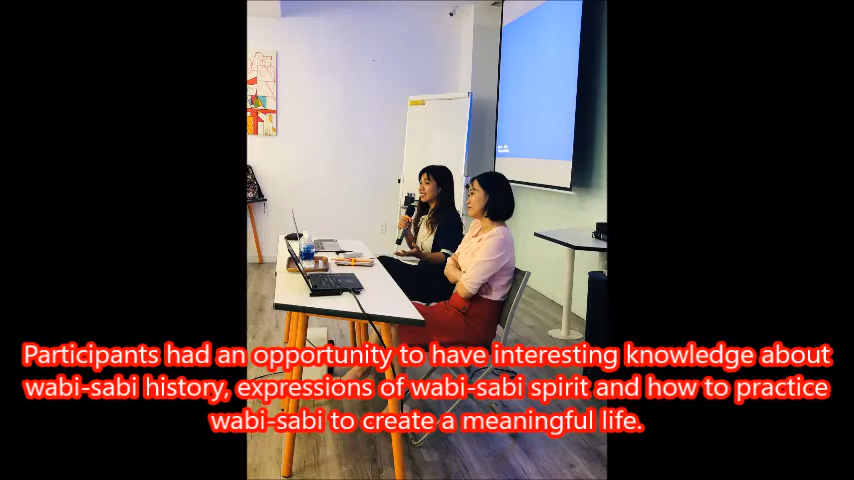 Participants had an opportunity to have interesting knowledge about
wabi-sabi history, expressions of wabi-sabi spirit and how to practice
wabi-sabi to create a meaningful life.